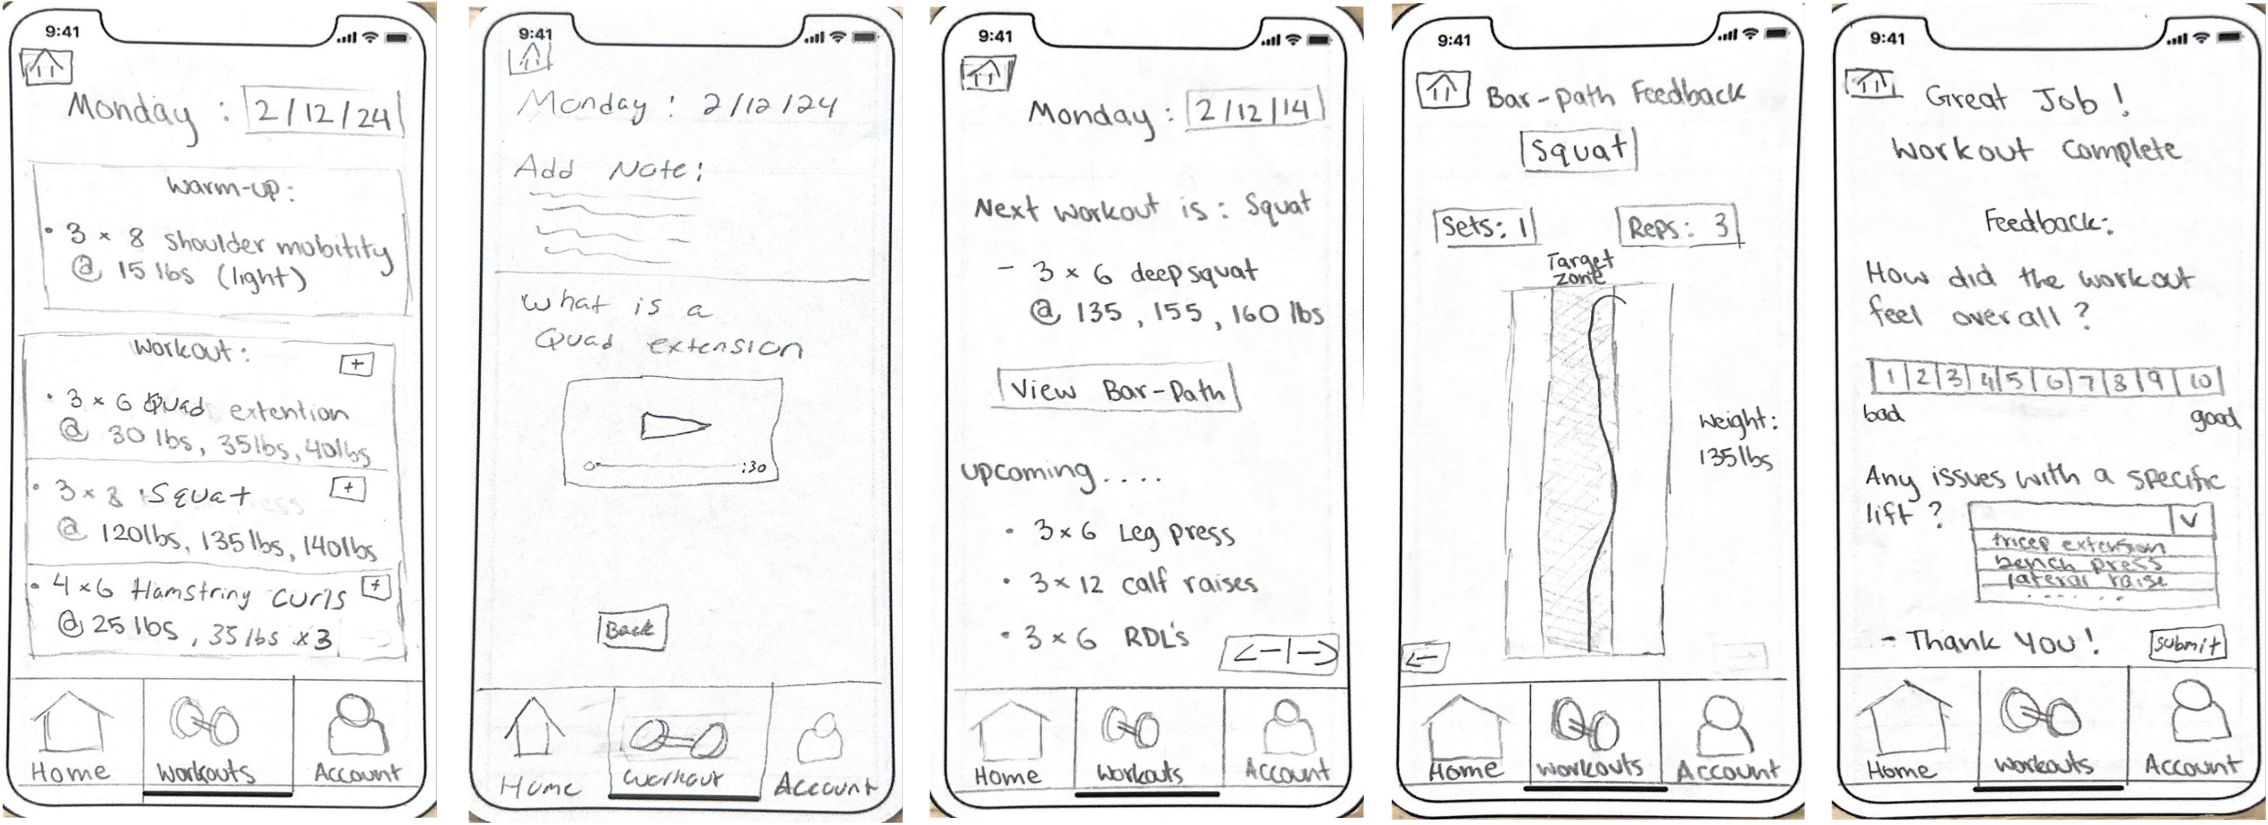 9:41
Monday : 2/12/24
Warm-up:
• 3 × 8 shoulder mobitity
@ 15 lbs (light)
Workout: +
• 3 × 6 Quad extention
@ 30 lbs, 35lbs, 40lbs
• 3 × 8 Squat +
@ 120lbs, 135lbs, 140lbs
• 4 ×6 Hamstring curls +
@ 25 lbs, 35 lbs x3
Home Workouts Account
9:41
Monday : 2/12/24
Add Note:
What is a
Quad extension
:30
Back
Home Workout Account
9:41
Monday : 2/12/14
Next workout is : Squat
- 3 × 6 deep squat
@ 135, 155, 160 lbs
View Bar-Path
upcoming....
• 3×6 Leg press
• 3×12 calf raises
• 3×6 RDL's
←|→
Home Workouts Account
9:41
Bar-path Feedback
Squat
Sets: 1 Reps: 3
Target
zone
Weight:
135lbs
←
Home Workouts Account
9:41
Great Job!
Workout complete
Feedback:
How did the workout
feel overall?
1 2 3 4 5 6 7 8 9 10
bad good
Any issues with a specific
lift? V
tricep extension
bench press
lateral raise
......
- Thank you! submit
Home Workouts Account